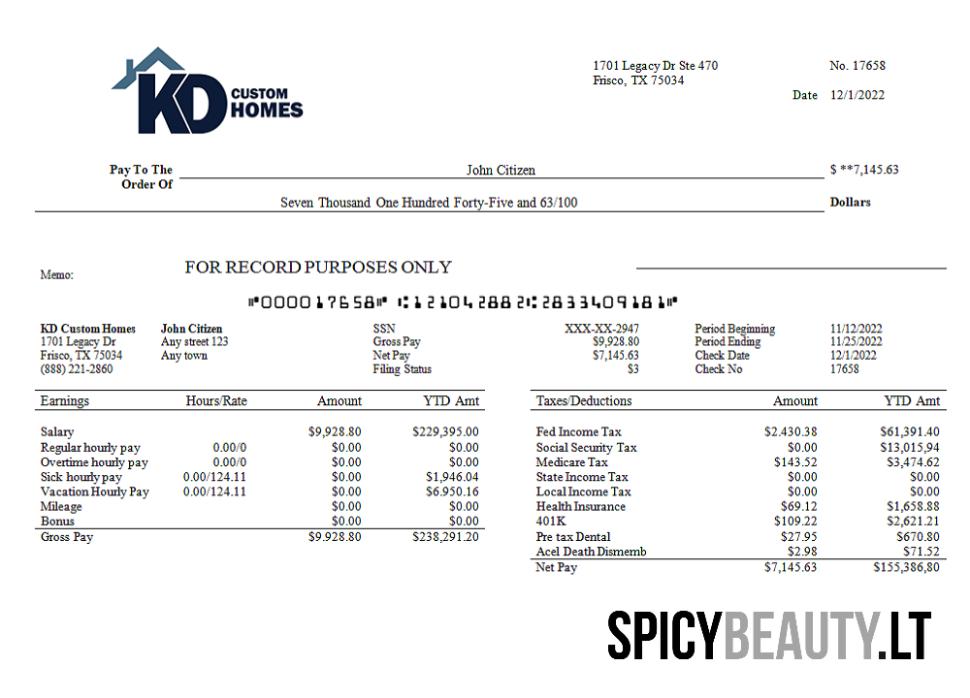 KD CUSTOM HOMES
1701 Legacy Dr Ste 470 No. 17658
Frisco, TX 75034
Date 12/1/2022
Pay To The Order Of John Citizen $ **7,145.63
Seven Thousand One Hundred Forty-Five and 63/100 Dollars
Memo: FOR RECORD PURPOSES ONLY
⑈000017658⑈ ⑆121042882⑆2833409181⑈
KD Custom Homes John Citizen SSN XXX-XX-2947 Period Beginning 11/12/2022
1701 Legacy Dr Any street 123 Gross Pay $9,928.80 Period Ending 11/25/2022
Frisco, TX 75034 Any town Net Pay $7,145.63 Check Date 12/1/2022
(888) 221-2860 Filing Status $3 Check No 17658
Earnings Hours/Rate Amount YTD Amt Taxes/Deductions Amount YTD Amt
Salary $9,928.80 $229,395.00 Fed Income Tax $2.430.38 $61,391.40
Regular hourly pay 0.00/0 $0.00 $0.00 Social Security Tax $0.00 $13,015,94
Overtime hourly pay 0.00/0 $0.00 $0.00 Medicare Tax $143.52 $3,474.62
Sick hourly pay 0.00/124.11 $0.00 $1,946.04 State Income Tax $0.00 $0.00
Vacation Hourly Pay 0.00/124.11 $0.00 $6.950.16 Local Income Tax $0.00 $0.00
Mileage $0.00 $0.00 Health Insurance $69.12 $1,658.88
Bonus $0.00 $0.00 401K $109.22 $2,621.21
Gross Pay $9.928.80 $238,291.20 Pre tax Dental $27.95 $670.80
Acel Death Dismemb $2.98 $71.52
Net Pay $7,145.63 $155,386,80
SPICYBEAUTY.LT